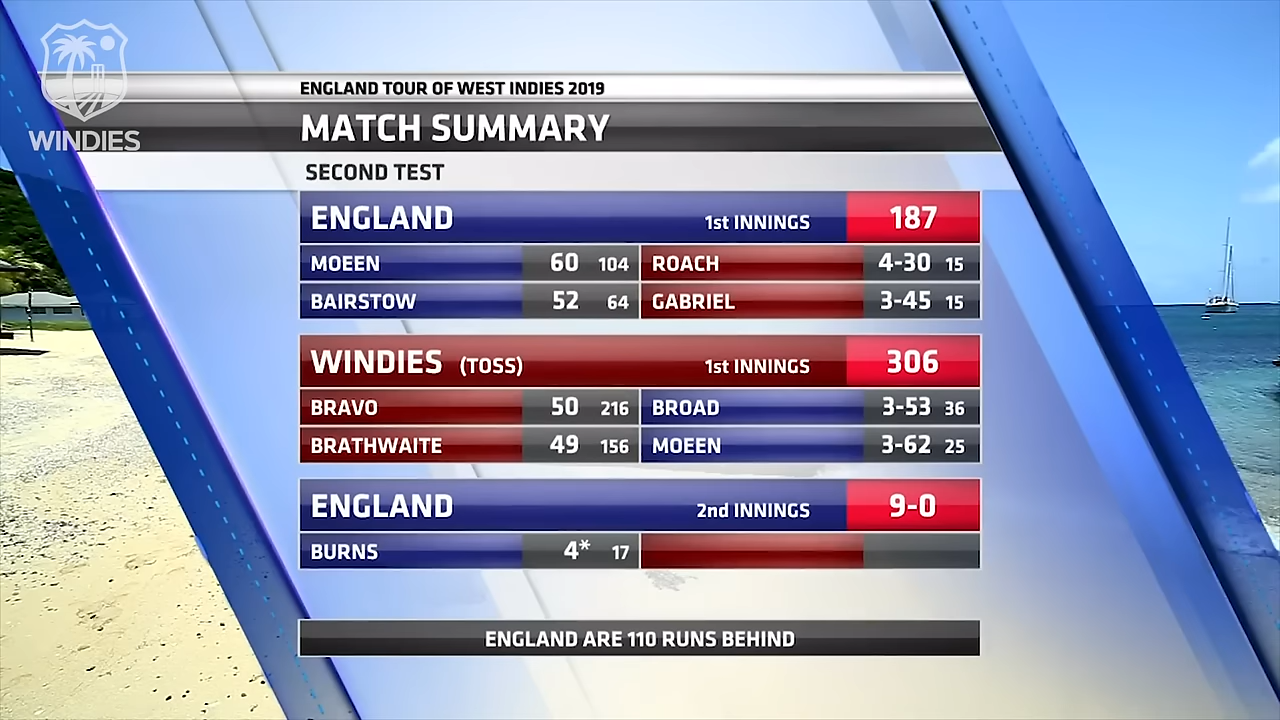 WINDIES
ENGLAND TOUR OF WEST INDIES 2019
MATCH SUMMARY
SECOND TEST
ENGLAND 1st INNINGS 187
MOEEN 60 104 ROACH 4-30 15
BAIRSTOW 52 64 GABRIEL 3-45 15
WINDIES (TOSS) 1st INNINGS 306
BRAVO 50 216 BROAD 3-53 36
BRATHWAITE 49 156 MOEEN 3-62 25
ENGLAND 2nd INNINGS 9-0
BURNS 4* 17
ENGLAND ARE 110 RUNS BEHIND